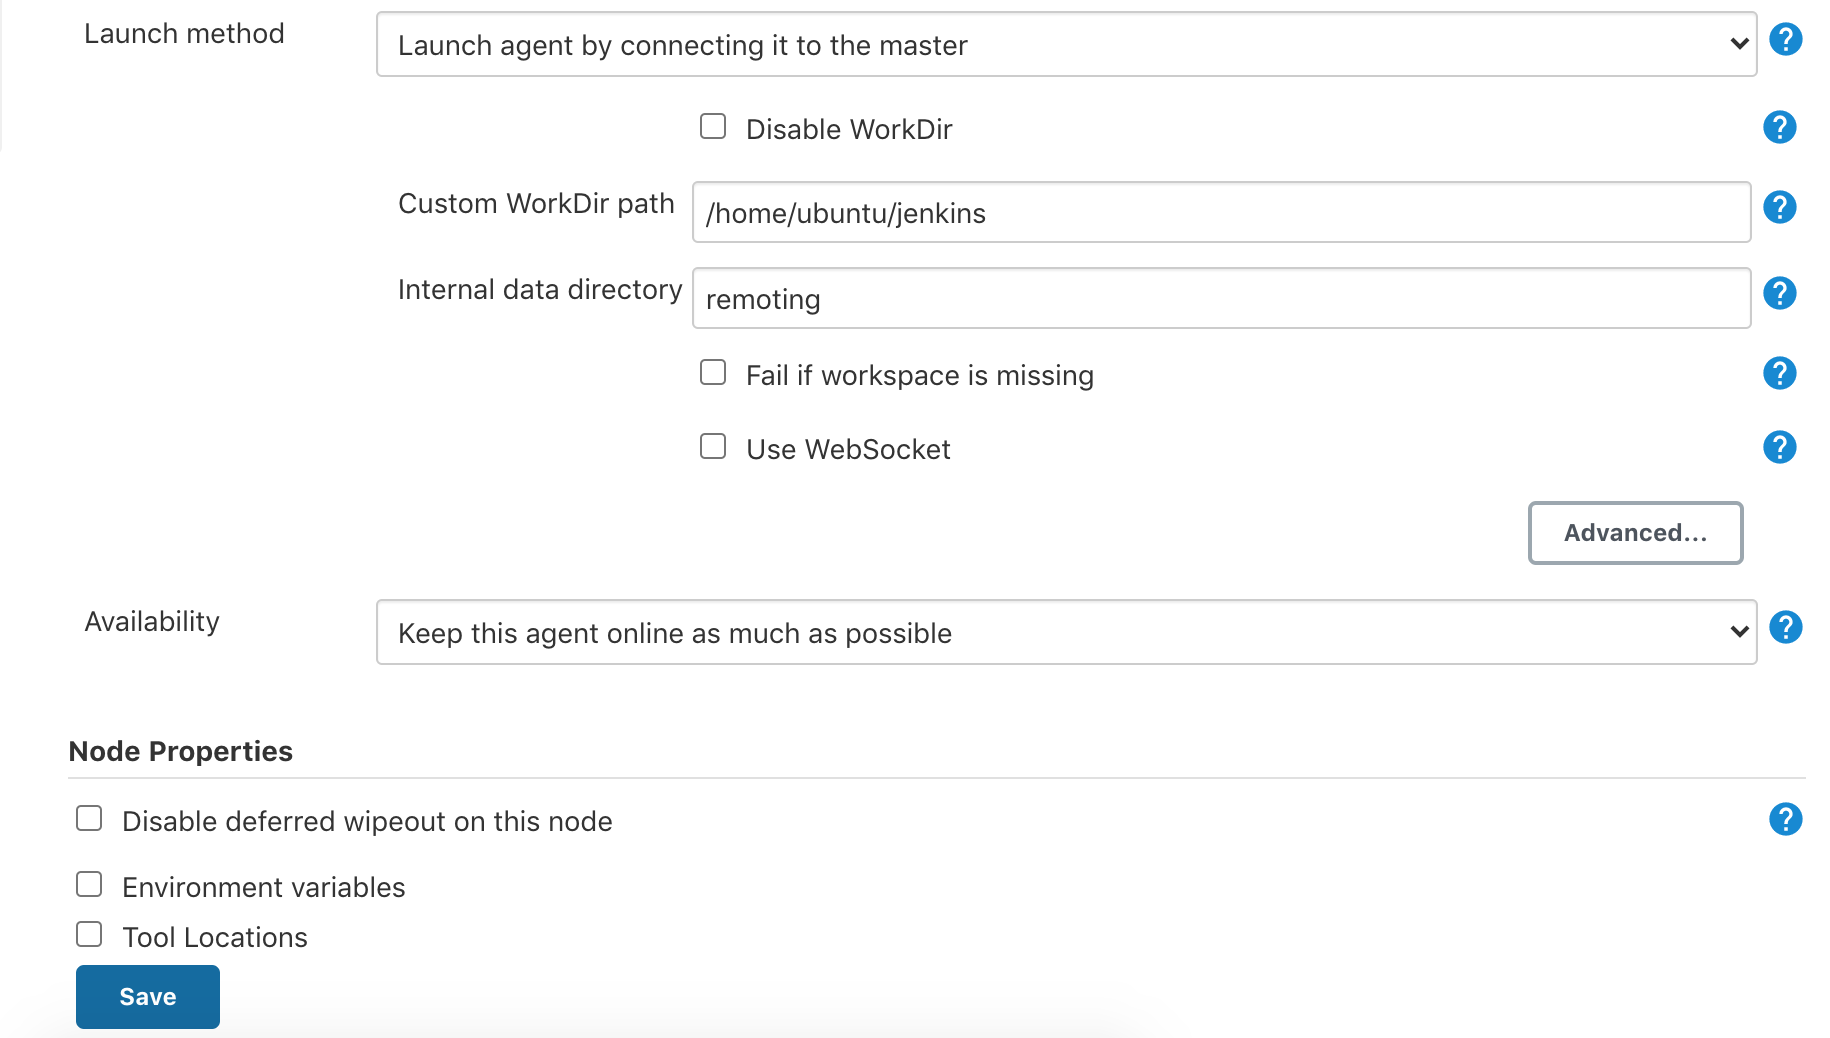 Launch method
Launch agent by connecting it to the master
?
Disable WorkDir
?
Custom WorkDir path
/home/ubuntu/jenkins
?
Internal data directory
remoting
?
Fail if workspace is missing
?
Use WebSocket
?
Advanced...
Availability
Keep this agent online as much as possible
?
Node Properties
Disable deferred wipeout on this node
?
Environment variables
Tool Locations
Save